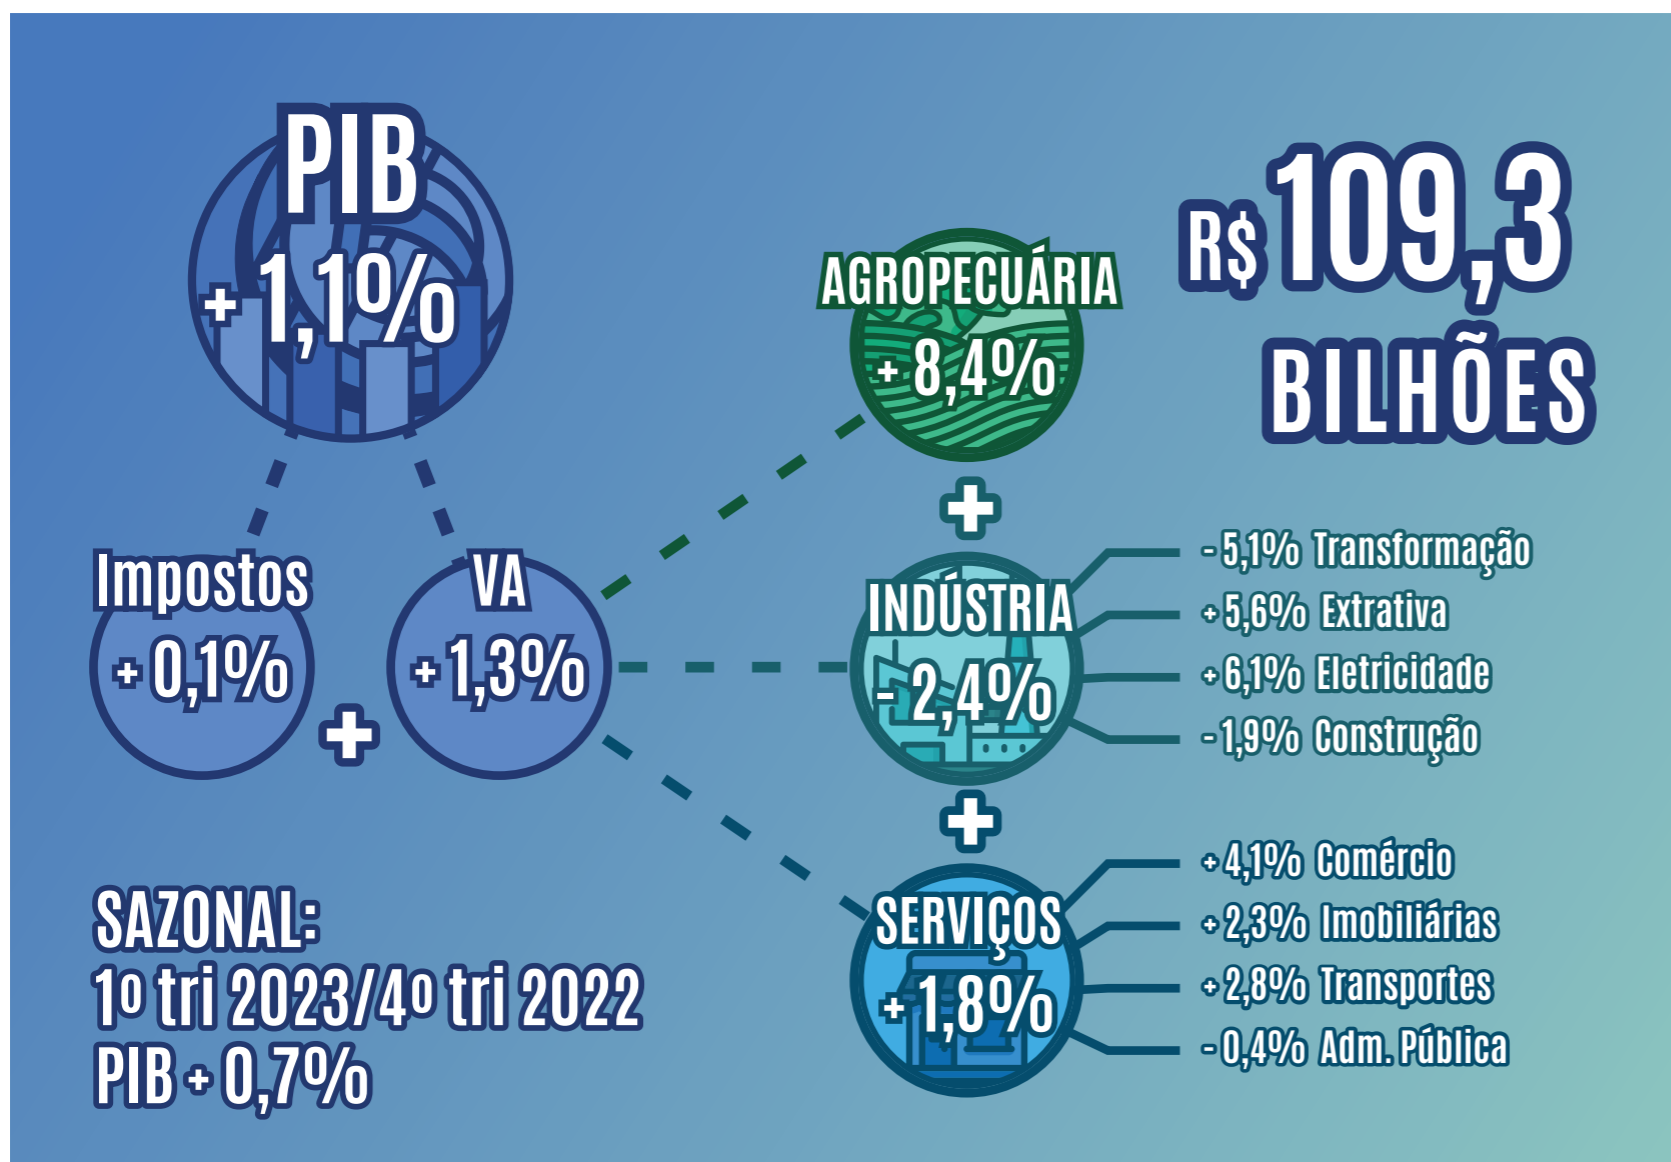 PIB
+ 1,1%
Impostos
+ 0,1%
+
VA
+ 1,3%
AGROPECUÁRIA
+ 8,4%
+
INDÚSTRIA
- 2,4%
+
SERVIÇOS
+ 1,8%
R$ 109,3
BILHÕES
- 5,1% Transformação
+ 5,6% Extrativa
+ 6,1% Eletricidade
- 1,9% Construção
+ 4,1% Comércio
+ 2,3% Imobiliárias
+ 2,8% Transportes
- 0,4% Adm. Pública
SAZONAL:
1º tri 2023/4º tri 2022
PIB + 0,7%